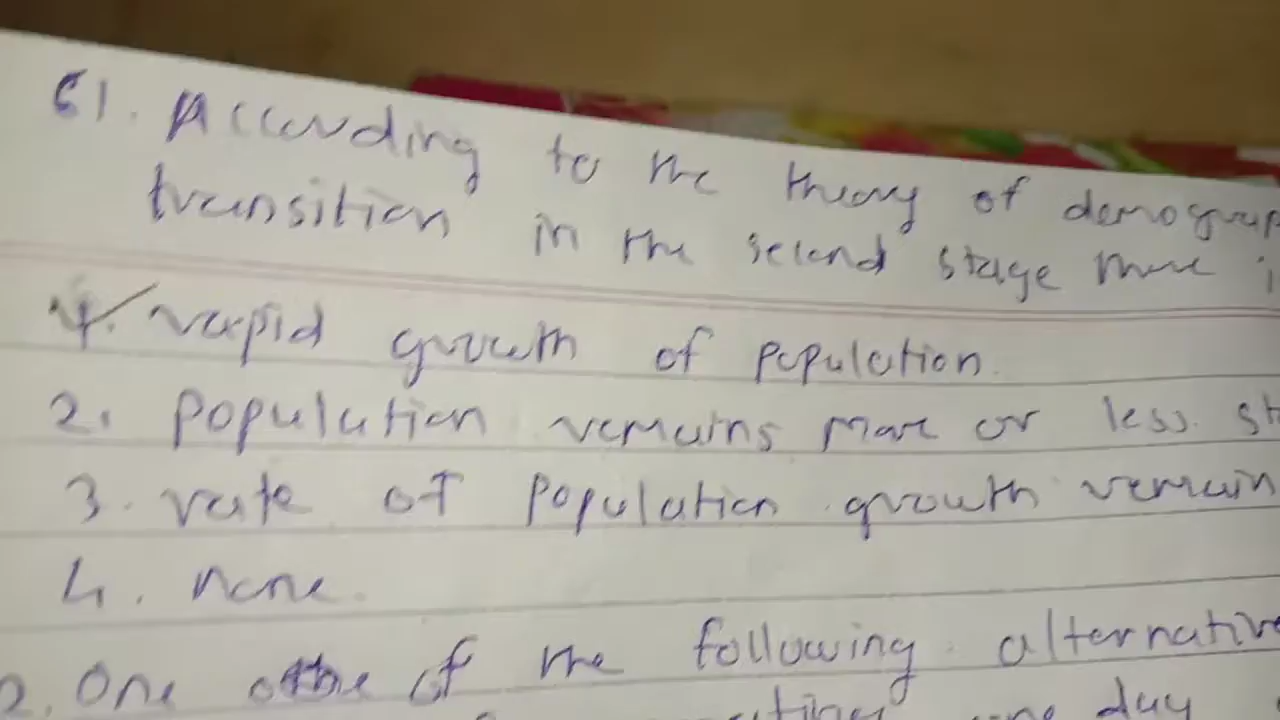 61. According to the theory of demograp
transition in the second stage there i
1. rapid growth of population.
2. population remains more or less st
3. rate of population growth remain
4. none.
2. One of the following alternative
day